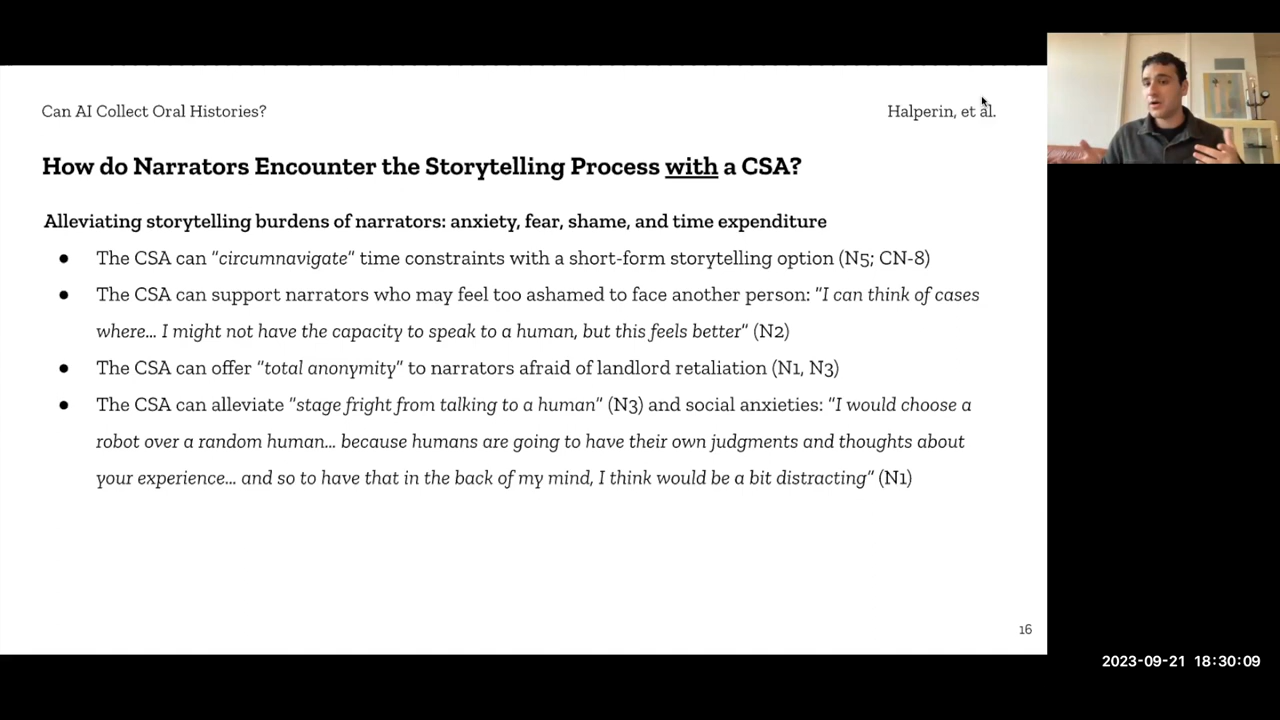 Can AI Collect Oral Histories?
Halperin, et al.
How do Narrators Encounter the Storytelling Process with a CSA?
Alleviating storytelling burdens of narrators: anxiety, fear, shame, and time expenditure
● The CSA can "circumnavigate" time constraints with a short-form storytelling option (N5; CN-8)
● The CSA can support narrators who may feel too ashamed to face another person: "I can think of cases
where... I might not have the capacity to speak to a human, but this feels better" (N2)
● The CSA can offer "total anonymity" to narrators afraid of landlord retaliation (N1, N3)
● The CSA can alleviate "stage fright from talking to a human" (N3) and social anxieties: "I would choose a
robot over a random human... because humans are going to have their own judgments and thoughts about
your experience... and so to have that in the back of my mind, I think would be a bit distracting" (N1)
16
2023-09-21 18:30:09